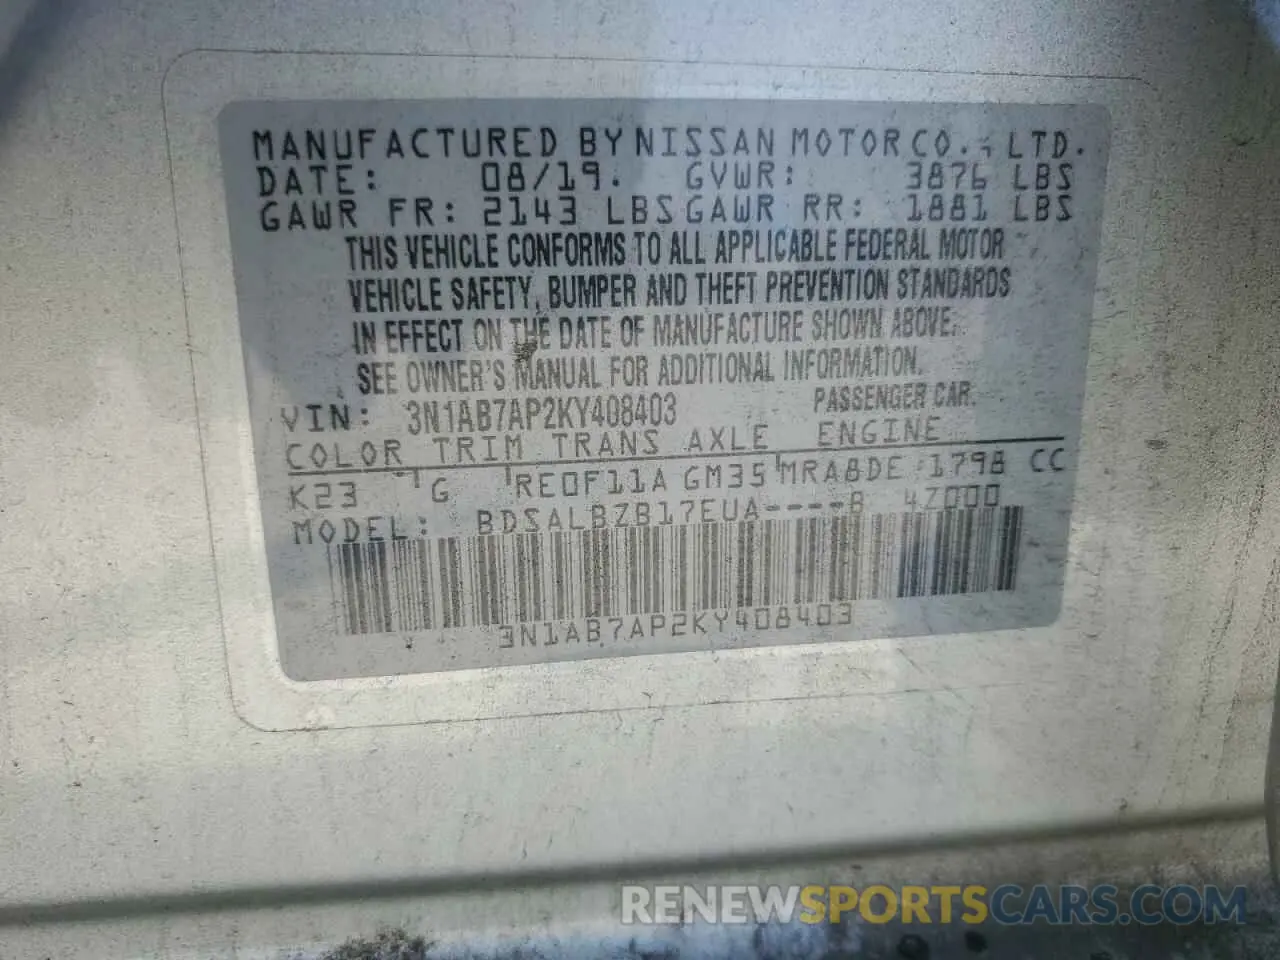 MANUFACTURED BY NISSAN MOTOR CO., LTD.
DATE: 08/19. GVWR: 3876 LBS
GAWR FR: 2143 LBS GAWR RR: 1881 LBS
THIS VEHICLE CONFORMS TO ALL APPLICABLE FEDERAL MOTOR
VEHICLE SAFETY, BUMPER AND THEFT PREVENTION STANDARDS
IN EFFECT ON THE DATE OF MANUFACTURE SHOWN ABOVE.
SEE OWNER'S MANUAL FOR ADDITIONAL INFORMATION.
VIN: 3N1AB7AP2KY408403 PASSENGER CAR
COLOR TRIM TRANS AXLE ENGINE
K23 G RE0F11A GM35 MRA8DE 1798 CC
MODEL: BDSALBZB17EUA----B 4Z000
3N1AB7AP2KY408403
RENEWSPORTSCARS.COM